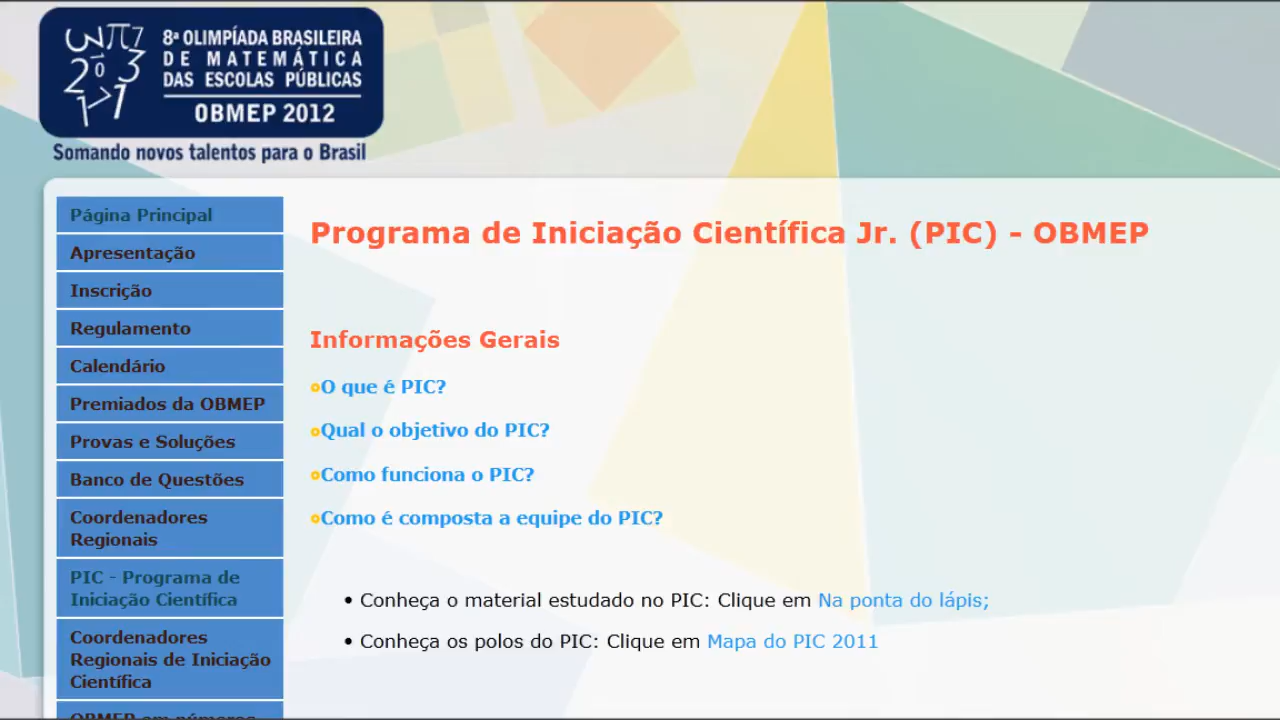 8ª OLIMPÍADA BRASILEIRA
DE MATEMÁTICA
DAS ESCOLAS PÚBLICAS
OBMEP 2012
Somando novos talentos para o Brasil
Página Principal
Apresentação
Inscrição
Regulamento
Calendário
Premiados da OBMEP
Provas e Soluções
Banco de Questões
Coordenadores
Regionais
PIC - Programa de
Iniciação Científica
Coordenadores
Regionais de Iniciação
Científica
OBMEP em números
Programa de Iniciação Científica Jr. (PIC) - OBMEP
Informações Gerais
O que é PIC?
Qual o objetivo do PIC?
Como funciona o PIC?
Como é composta a equipe do PIC?
• Conheça o material estudado no PIC: Clique em Na ponta do lápis;
• Conheça os polos do PIC: Clique em Mapa do PIC 2011